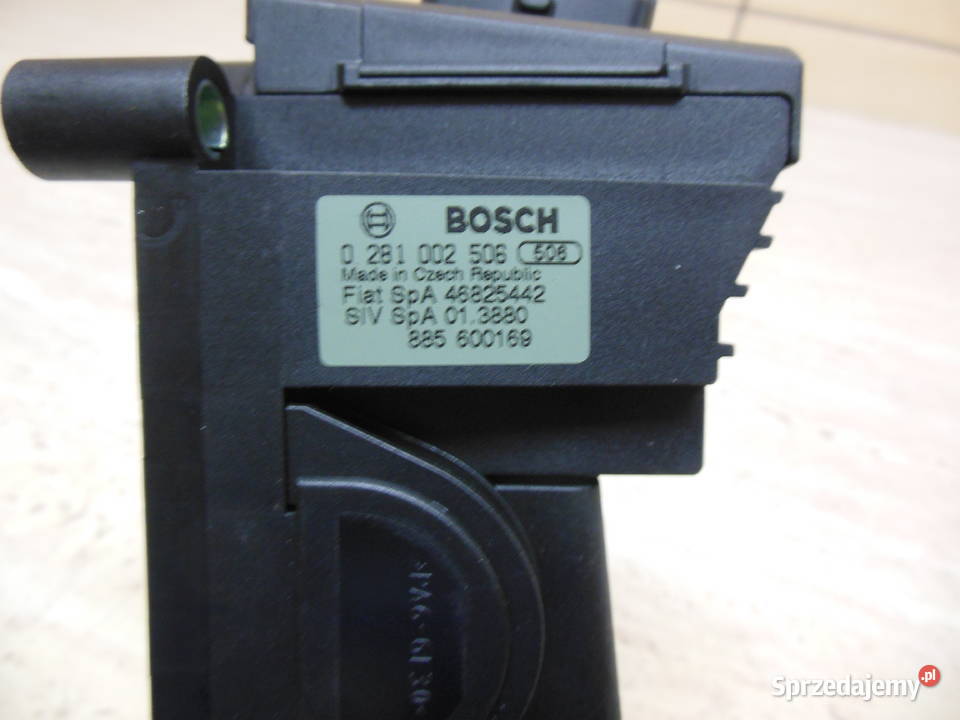 BOSCH
0 281 002 506 506
Made in Czech Republic
Fiat SpA 46825442
SIV SpA 01.3880
885 600169
Sprzedajemy.pl